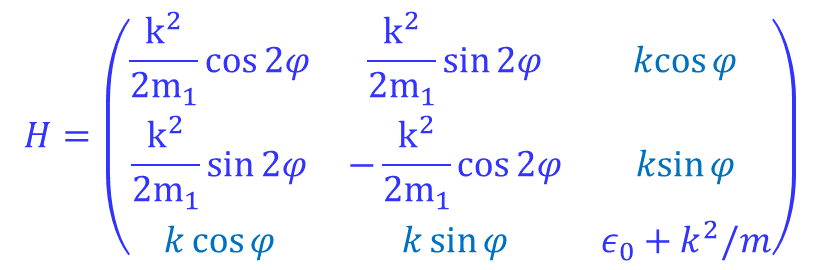 k²/2m₁ cos 2φ k²/2m₁ sin 2φ k cos φ
H = k²/2m₁ sin 2φ − k²/2m₁ cos 2φ k sin φ
k cos φ k sin φ ϵ₀ + k²/m